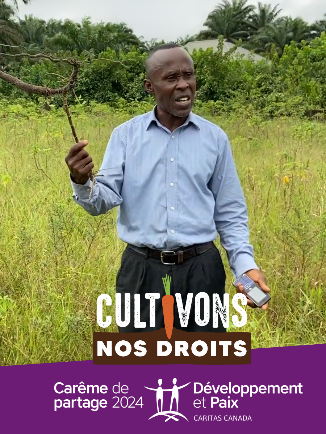 CULTIVONS
NOS DROITS
Carême de
partage 2024
Développement
et Paix
CARITAS CANADA